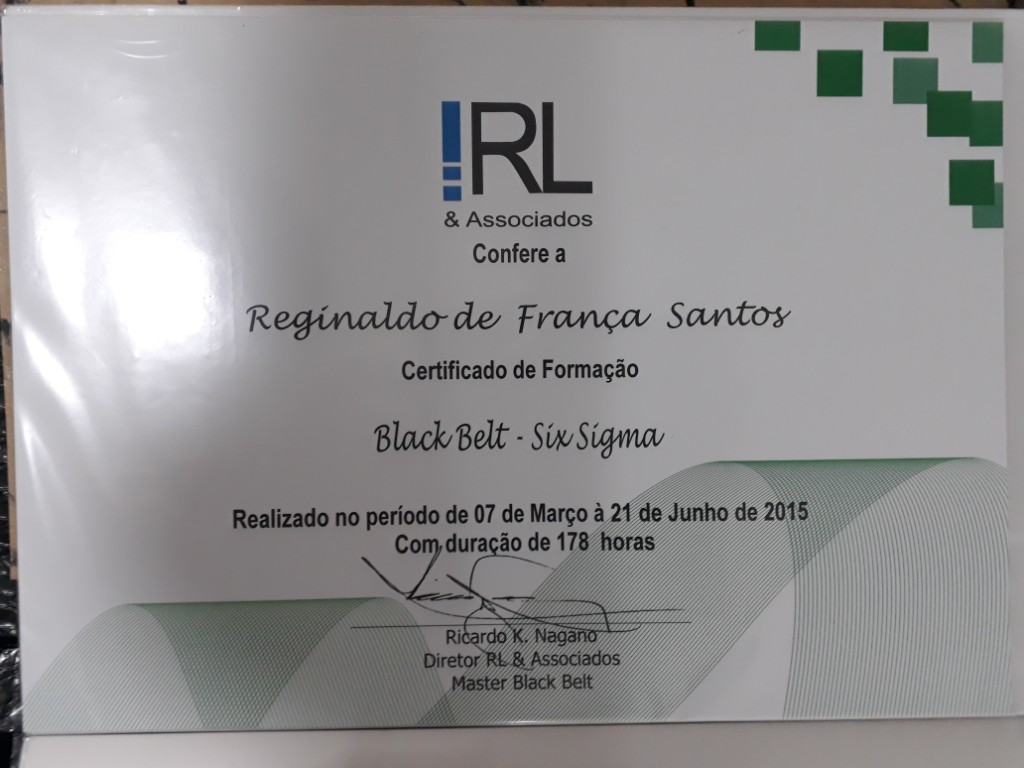 RL
& Associados
Confere a
Reginaldo de França Santos
Certificado de Formação
Black Belt - Six Sigma
Realizado no período de 07 de Março à 21 de Junho de 2015
Com duração de 178 horas
Ricardo K. Nagano
Diretor RL & Associados
Master Black Belt